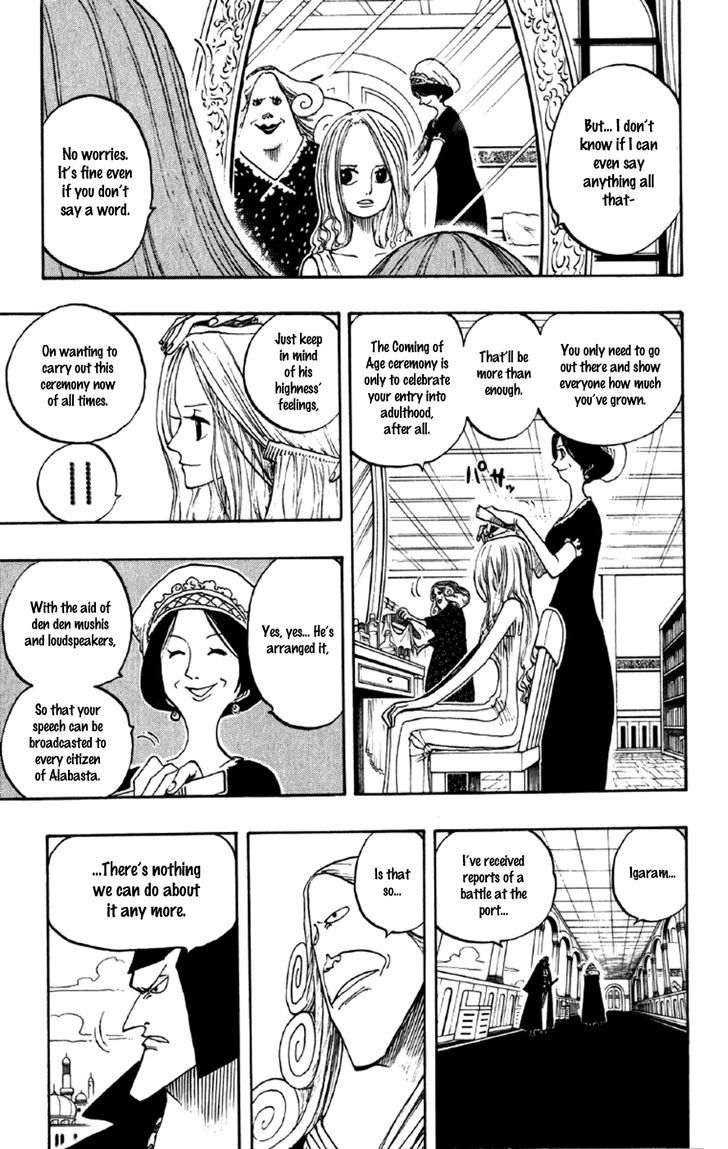 But... I don't
know if I can
even say
anything all
that-
No worries.
It's fine even
if you don't
say a word.
You only need to go
out there and show
everyone how much
you've grown.
That'll be
more than
enough.
The Coming of
Age ceremony
is only to celebrate
your entry into
adulthood,
after all.
Just keep
in mind
of his
highness'
feelings,
On wanting to
carry out this
ceremony now
of all times.
Yes, yes... He's
arranged it,
With the aid of
den den mushis
and loudspeakers,
So that your
speech can be
broadcasted to
every citizen
of Alabasta.
Igaram...
I've received
reports of a
battle at the
port...
Is that
so...
...There's nothing
we can do about
it any more.